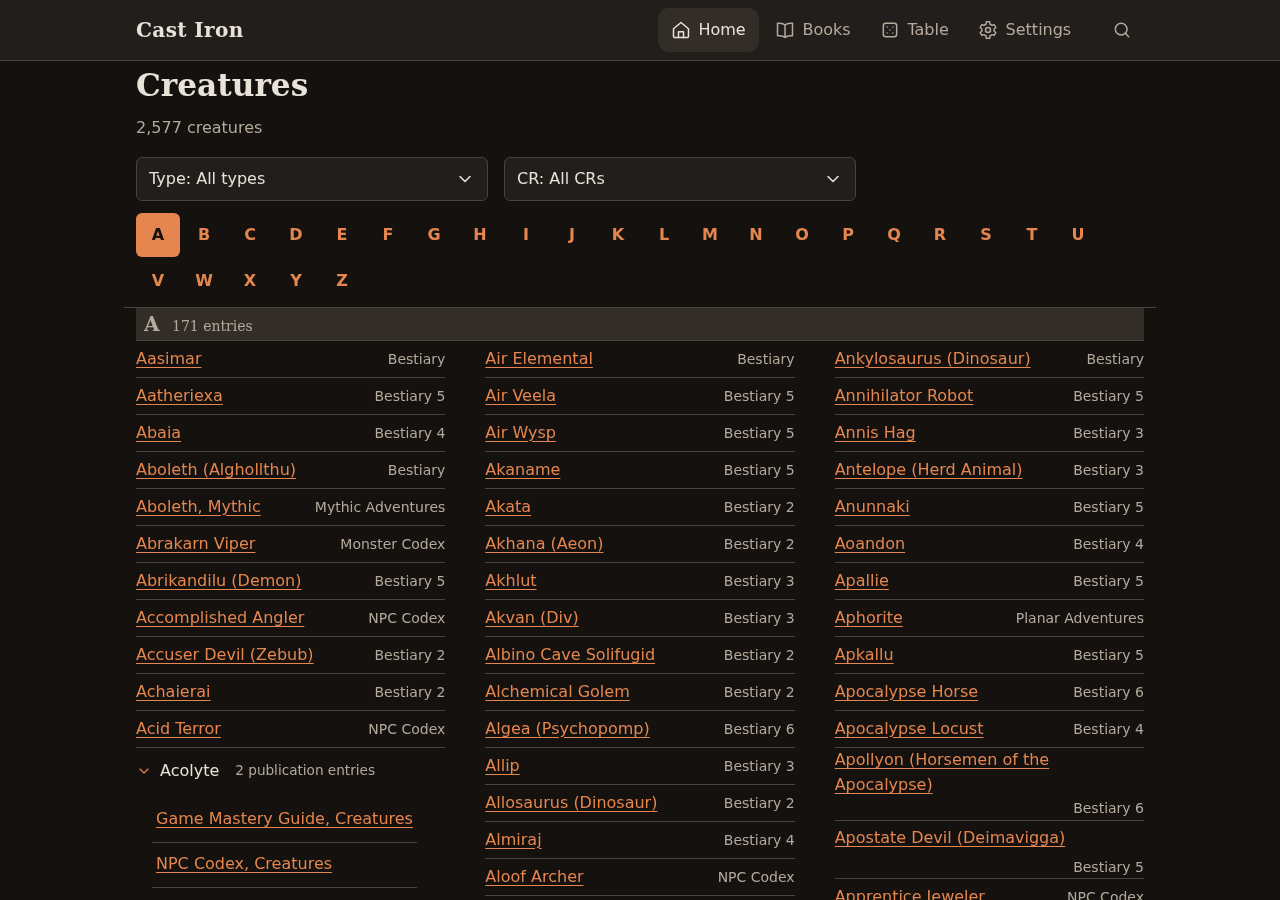 Cast Iron
Home
Books
Table
Settings
Creatures
2,577 creatures
Type: All types
CR: All CRs
A B C D E F G H I J K L M N O P Q R S T U
V W X Y Z
A 171 entries
Aasimar Bestiary
Aatheriexa Bestiary 5
Abaia Bestiary 4
Aboleth (Alghollthu) Bestiary
Aboleth, Mythic Mythic Adventures
Abrakarn Viper Monster Codex
Abrikandilu (Demon) Bestiary 5
Accomplished Angler NPC Codex
Accuser Devil (Zebub) Bestiary 2
Achaierai Bestiary 2
Acid Terror NPC Codex
Acolyte 2 publication entries
Game Mastery Guide, Creatures
NPC Codex, Creatures
Air Elemental Bestiary
Air Veela Bestiary 5
Air Wysp Bestiary 5
Akaname Bestiary 5
Akata Bestiary 2
Akhana (Aeon) Bestiary 2
Akhlut Bestiary 3
Akvan (Div) Bestiary 3
Albino Cave Solifugid Bestiary 2
Alchemical Golem Bestiary 2
Algea (Psychopomp) Bestiary 6
Allip Bestiary 3
Allosaurus (Dinosaur) Bestiary 2
Almiraj Bestiary 4
Aloof Archer NPC Codex
Ankylosaurus (Dinosaur) Bestiary
Annihilator Robot Bestiary 5
Annis Hag Bestiary 3
Antelope (Herd Animal) Bestiary 3
Anunnaki Bestiary 5
Aoandon Bestiary 4
Apallie Bestiary 5
Aphorite Planar Adventures
Apkallu Bestiary 5
Apocalypse Horse Bestiary 6
Apocalypse Locust Bestiary 4
Apollyon (Horsemen of the
Apocalypse)
Bestiary 6
Apostate Devil (Deimavigga)
Bestiary 5
Apprentice Jeweler NPC Codex